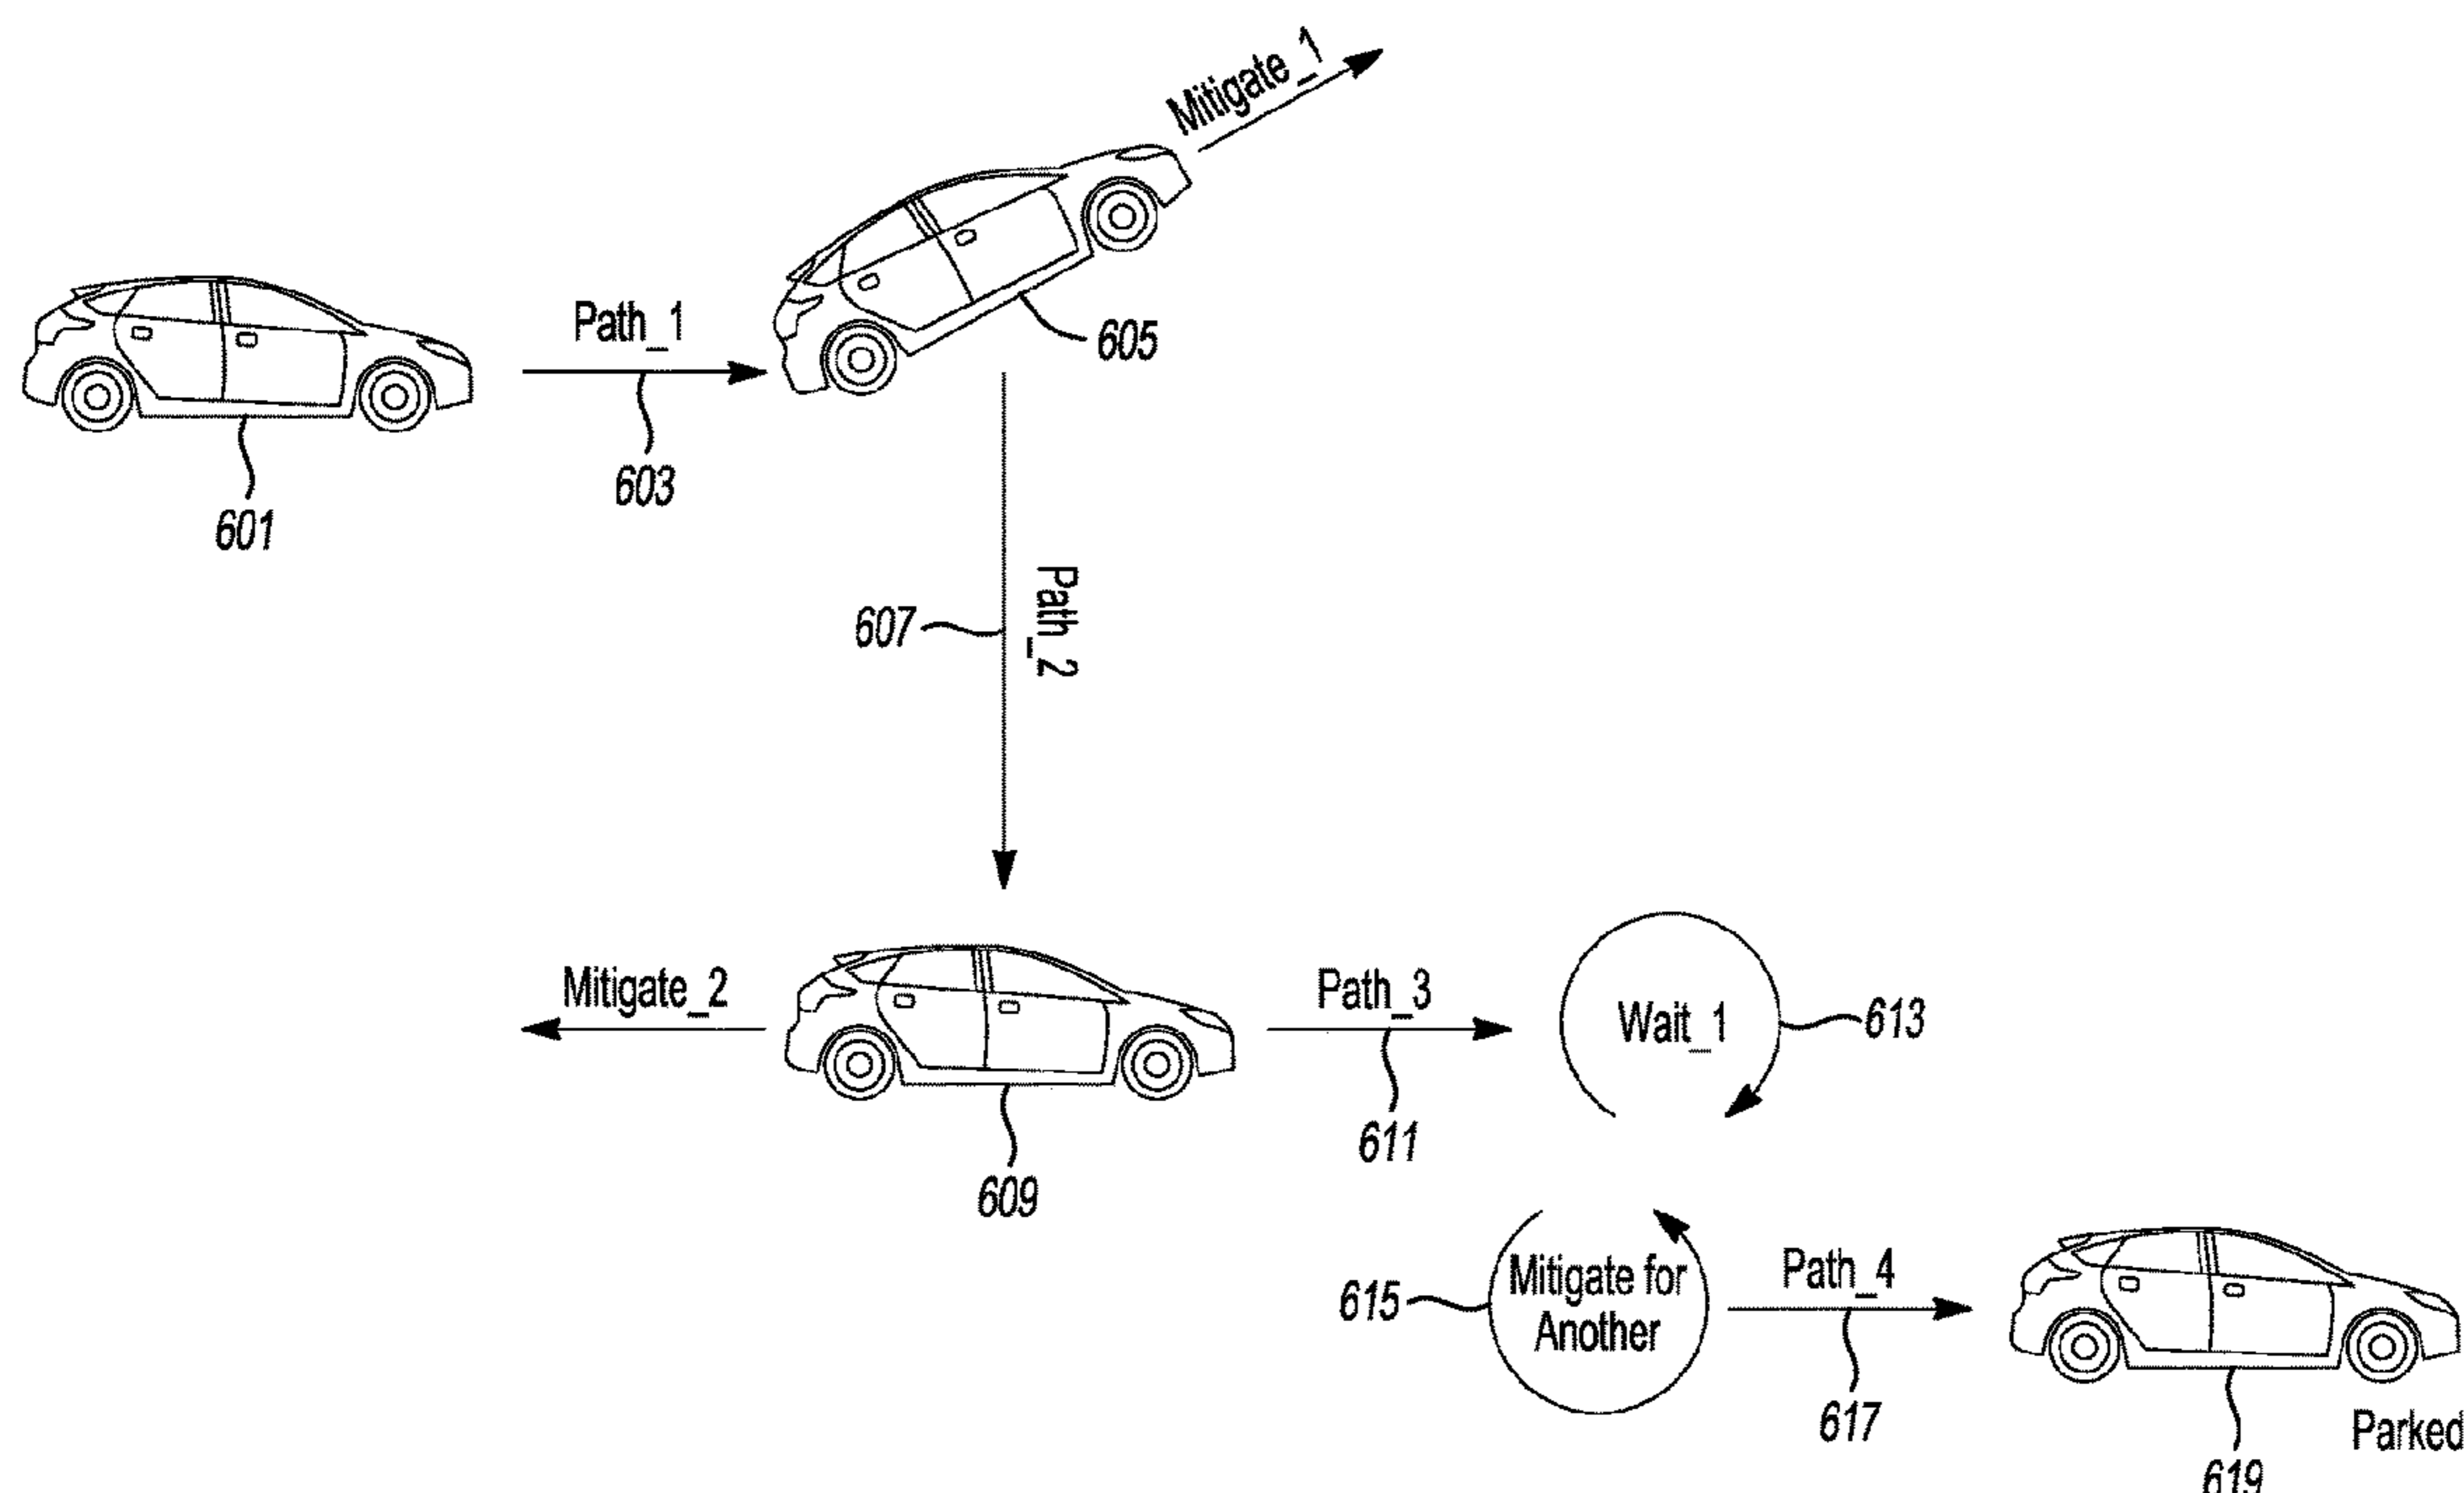 Mitigate_1
Path_1
605
603
601
607
Path_2
Mitigate_2
Path_3
Wait_1
613
611
609
615
Mitigate for
Another
Path_4
617
Parked
619